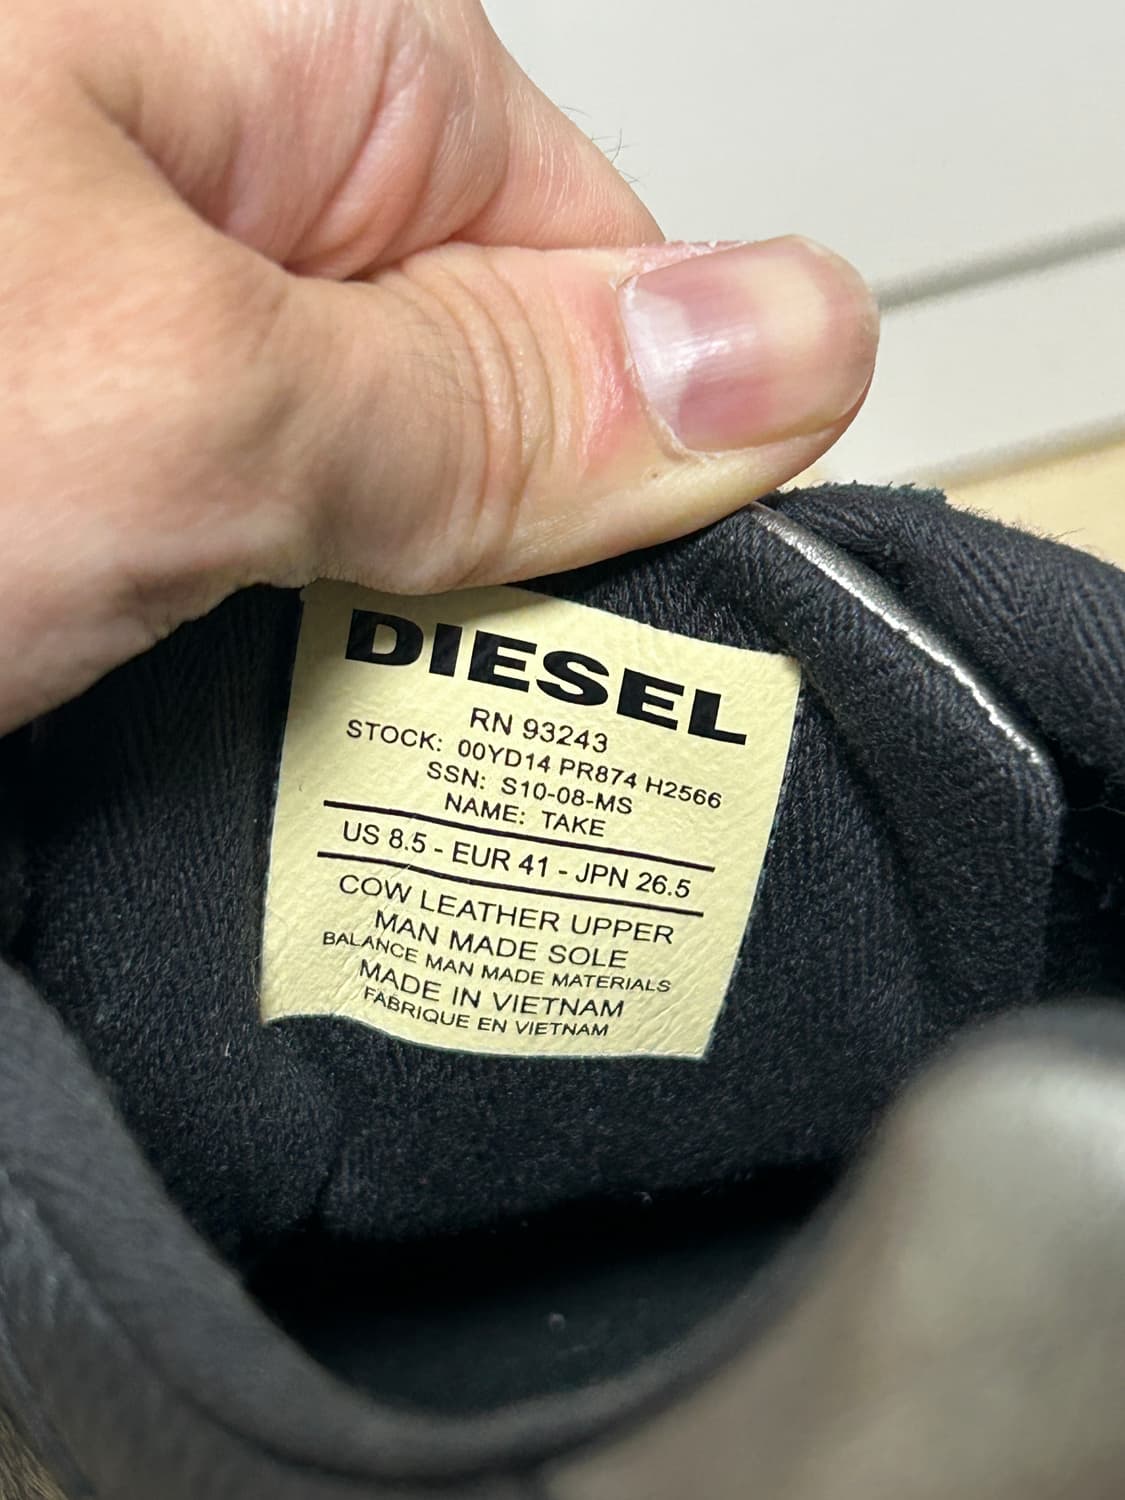 DIESEL
RN 93243
STOCK: 00YD14 PR874 H2566
SSN: S10-08-MS
NAME: TAKE
US 8.5 - EUR 41 - JPN 26.5
COW LEATHER UPPER
MAN MADE SOLE
BALANCE MAN MADE MATERIALS
MADE IN VIETNAM
FABRIQUE EN VIETNAM